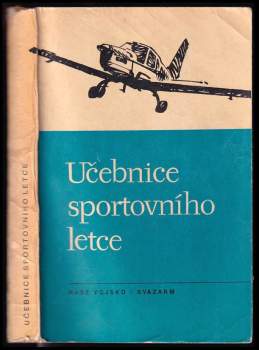 Učebnice
sportovního
letce
NAŠE VOJSKO - SVAZARM
UČEBNICE SPORTOVNÍHO LETCE